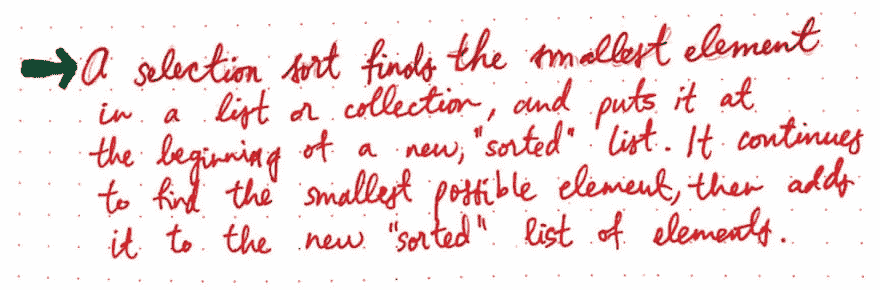 A selection sort finds the smallest element
in a list or collection, and puts it at
the beginning of a new, "sorted" list. It continues
to find the smallest possible element, then adds
it to the new "sorted" list of elements.